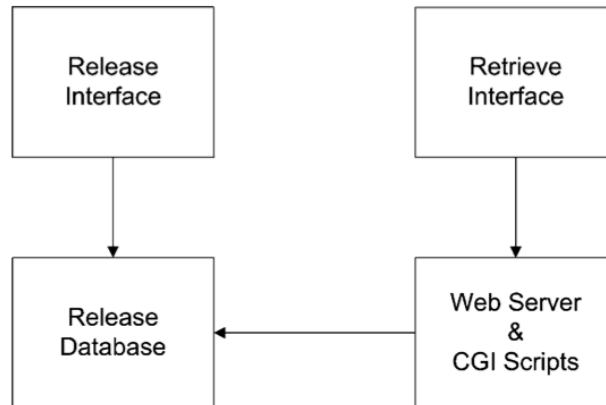 Release
Interface
Retrieve
Interface
Release
Database
Web Server
&
CGI Scripts